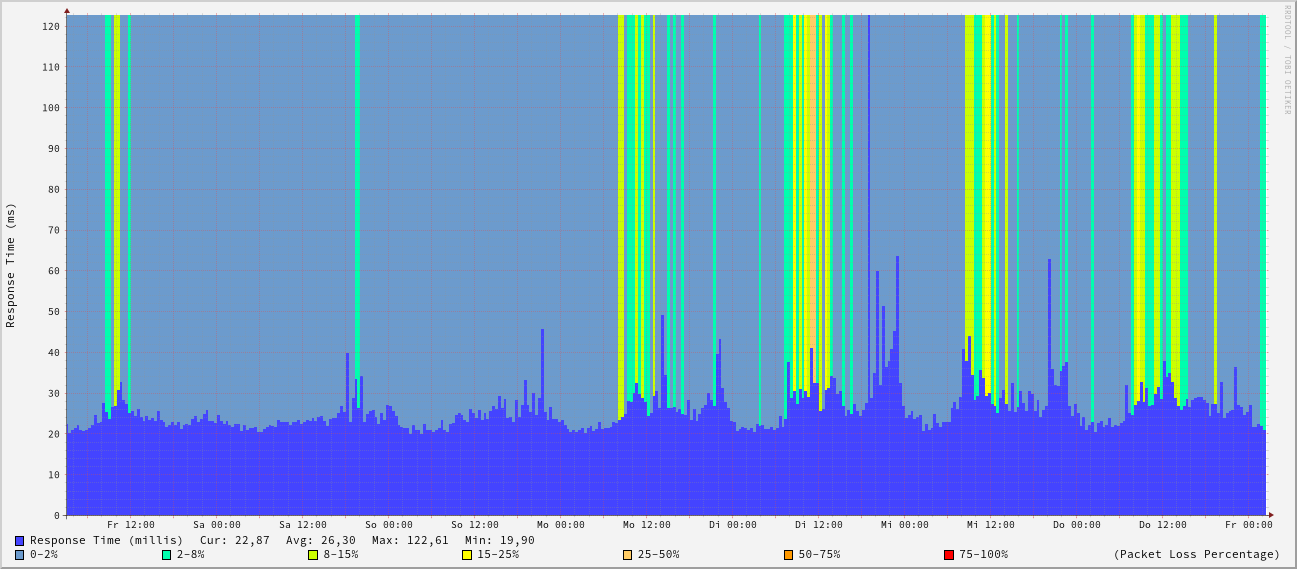 RRDTOOL / TOBI OETIKER
Response Time (ms)
120
110
100
90
80
70
60
50
40
30
20
10
0
Fr 12:00 Sa 00:00 Sa 12:00 So 00:00 So 12:00 Mo 00:00 Mo 12:00 Di 00:00 Di 12:00 Mi 00:00 Mi 12:00 Do 00:00 Do 12:00 Fr 00:00
Response Time (millis) Cur: 22,87 Avg: 26,30 Max: 122,61 Min: 19,90
0-2% 2-8% 8-15% 15-25% 25-50% 50-75% 75-100% (Packet Loss Percentage)